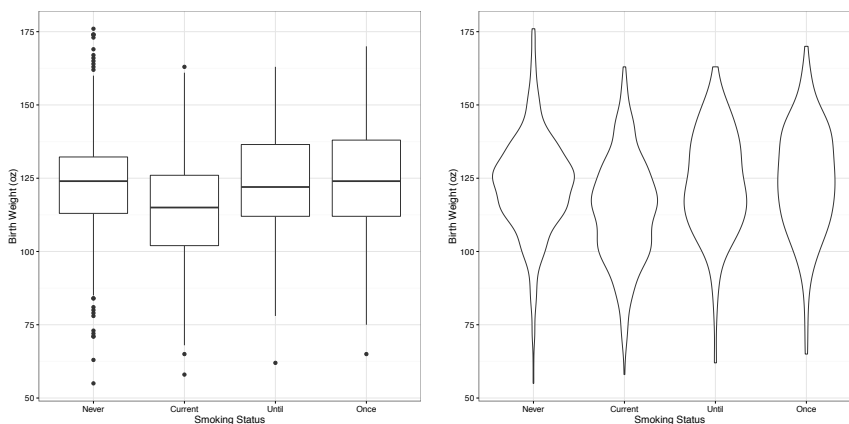 175
150
125
100
75
50
Birth Weight (oz)
Never Current Until Once
Smoking Status
175
150
125
100
75
50
Birth Weight (oz)
Never Current Until Once
Smoking Status